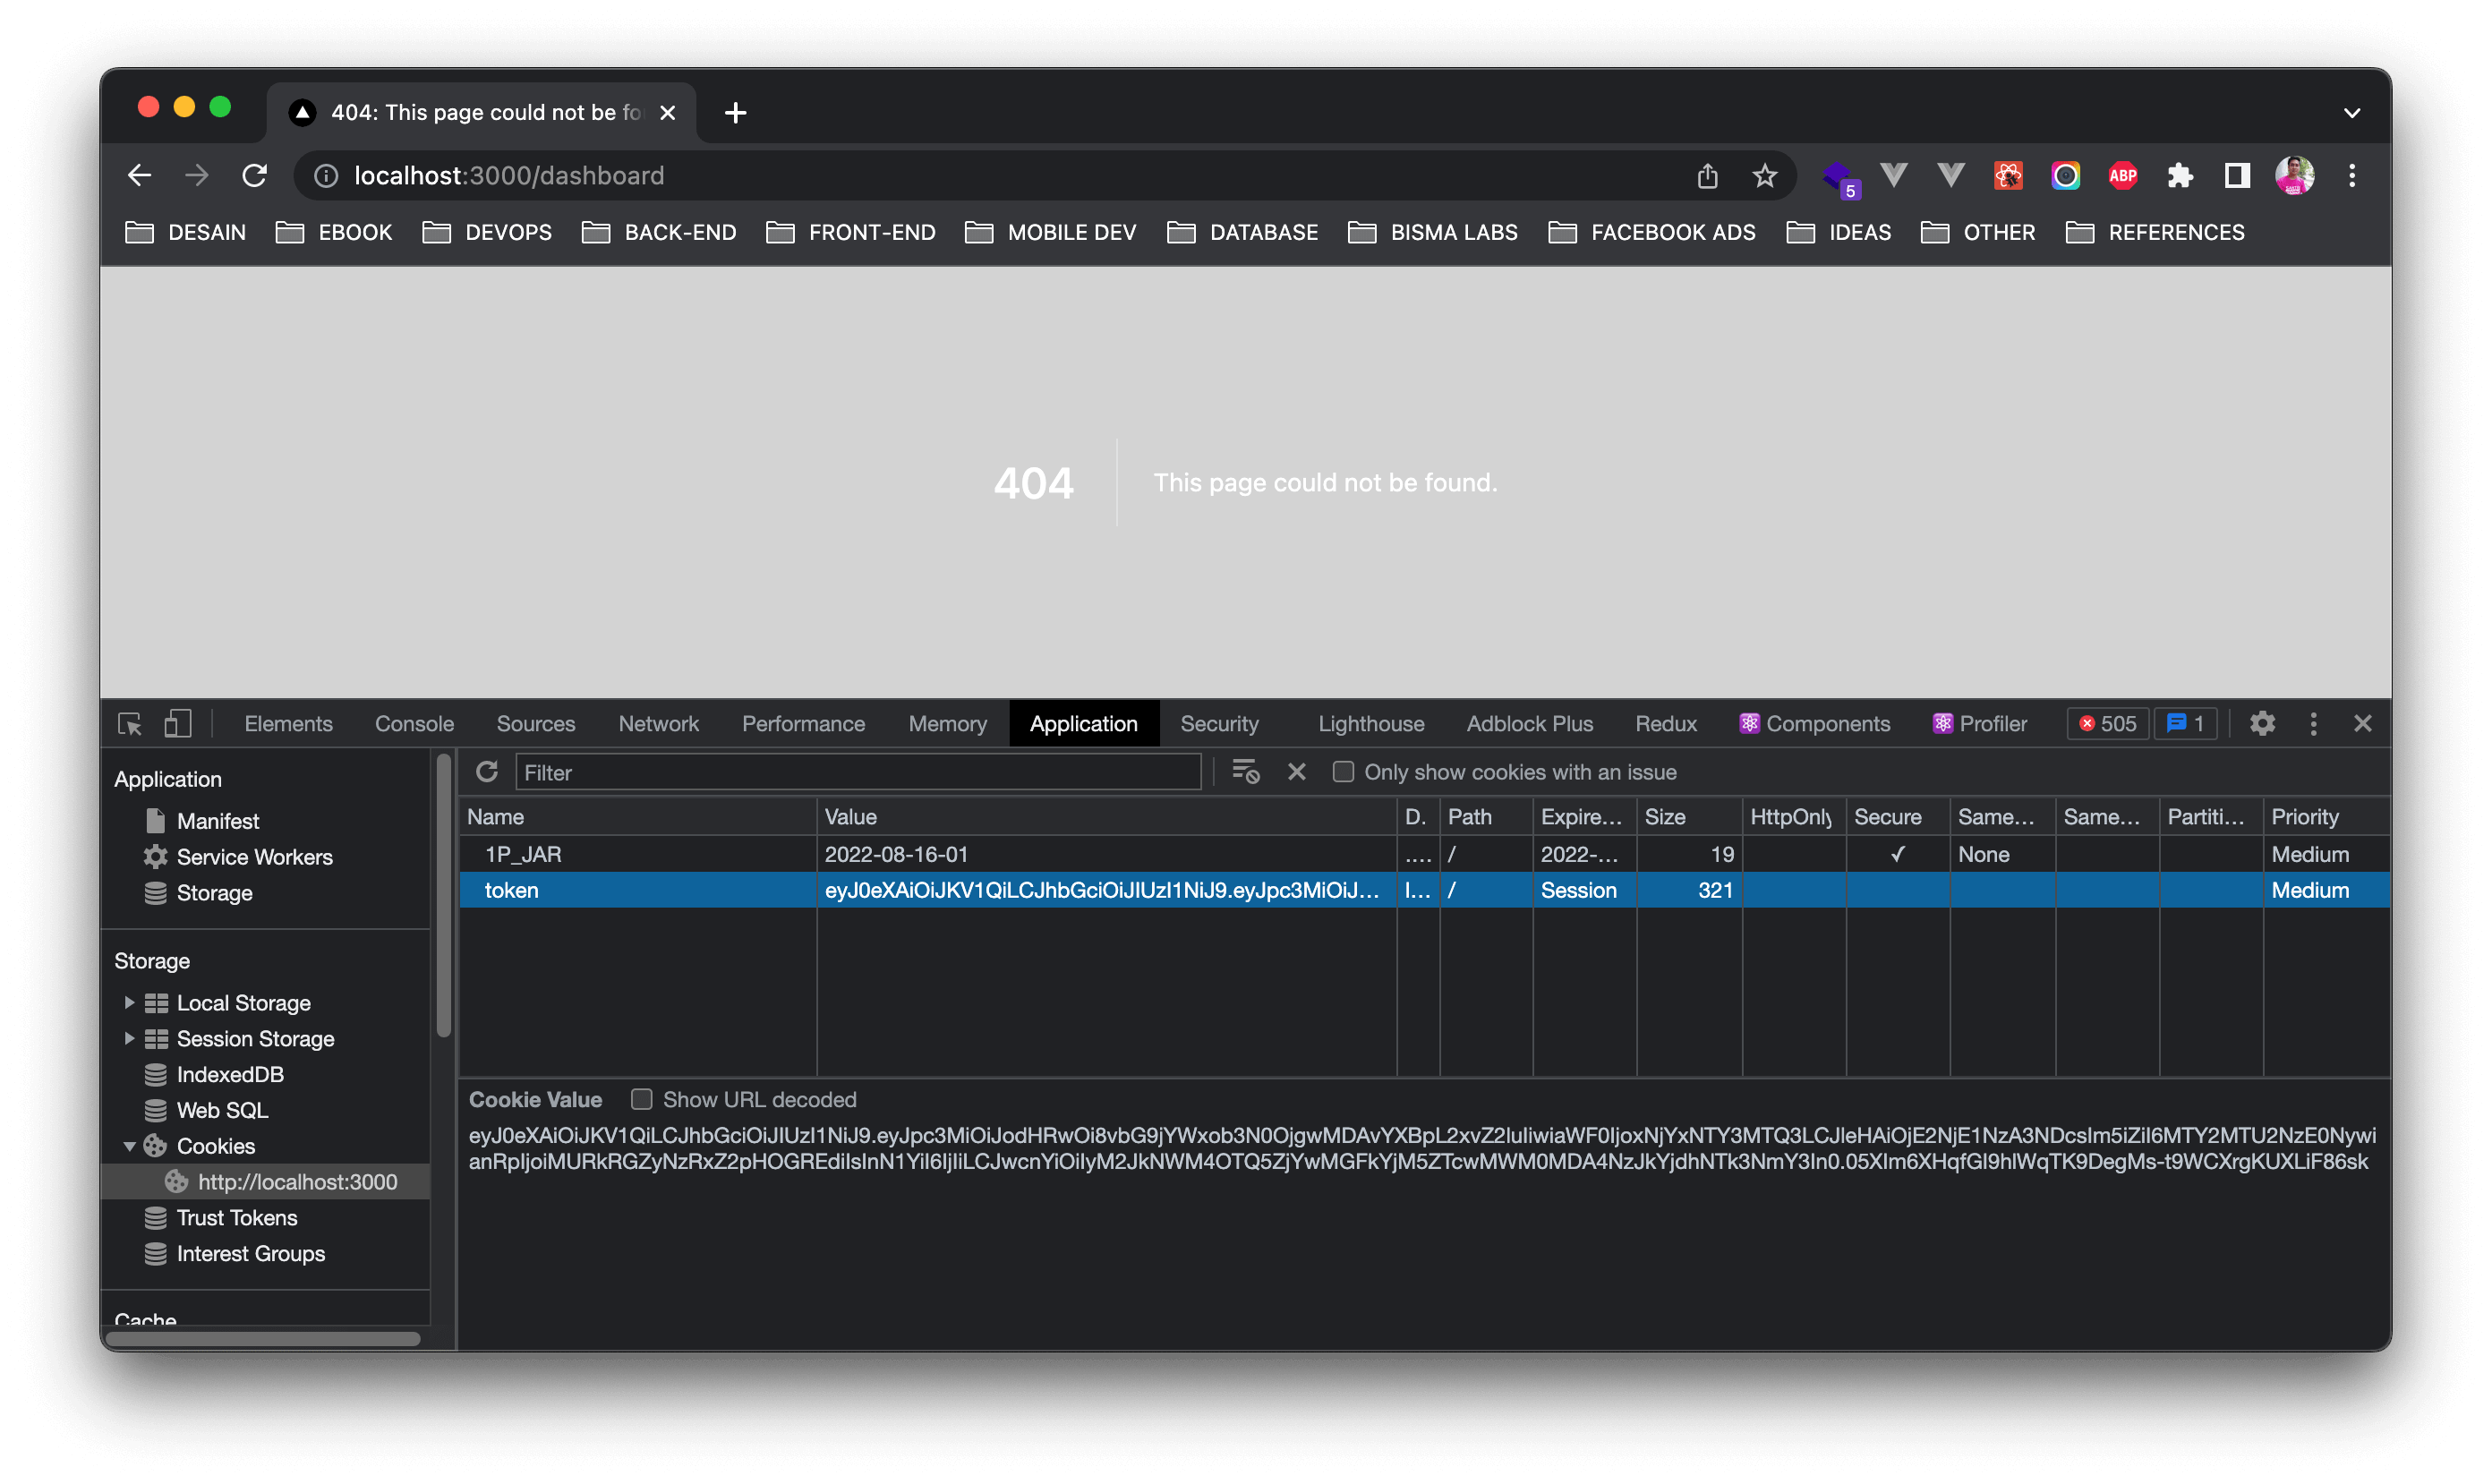 404: This page could not be fo
localhost:3000/dashboard
5
ABP
DESAIN EBOOK DEVOPS BACK-END FRONT-END MOBILE DEV DATABASE BISMA LABS FACEBOOK ADS IDEAS OTHER REFERENCES
404 This page could not be found.
Elements Console Sources Network Performance Memory Application Security Lighthouse Adblock Plus Redux Components Profiler 505 1
Application
Manifest
Service Workers
Storage
Storage
Local Storage
Session Storage
IndexedDB
Web SQL
Cookies
http://localhost:3000
Trust Tokens
Interest Groups
Cache
Filter Only show cookies with an issue
Name Value D. Path Expire... Size HttpOnly Secure Same... Same... Partiti... Priority
1P_JAR 2022-08-16-01 .... / 2022-... 19 ✓ None Medium
token eyJ0eXAiOiJKV1QiLCJhbGciOiJIUzI1NiJ9.eyJpc3MiOiJ... l... / Session 321 Medium
Cookie Value Show URL decoded